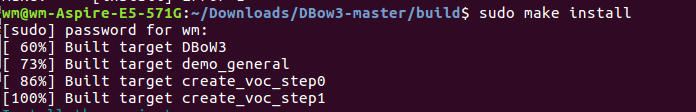 wm@wm-Aspire-E5-571G:~/Downloads/DBow3-master/build$ sudo make install
[sudo] password for wm:
[ 60%] Built target DBoW3
[ 73%] Built target demo_general
[ 86%] Built target create_voc_step0
[100%] Built target create_voc_step1